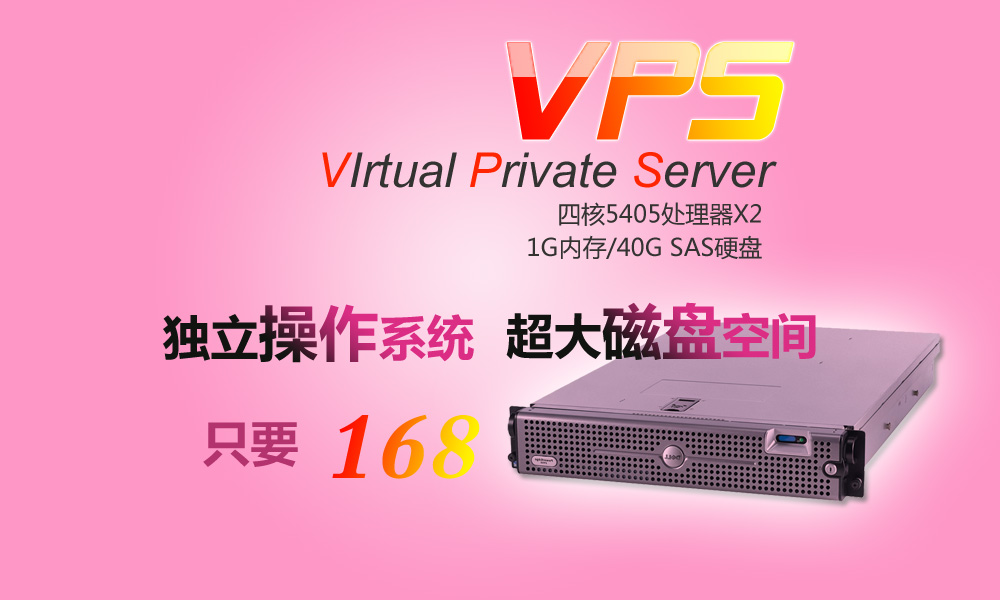 VPS
VIrtual Private Server
四核5405处理器X2
1G内存/40G SAS硬盘
独立操作系统 超大磁盘空间
只要 168
DELL